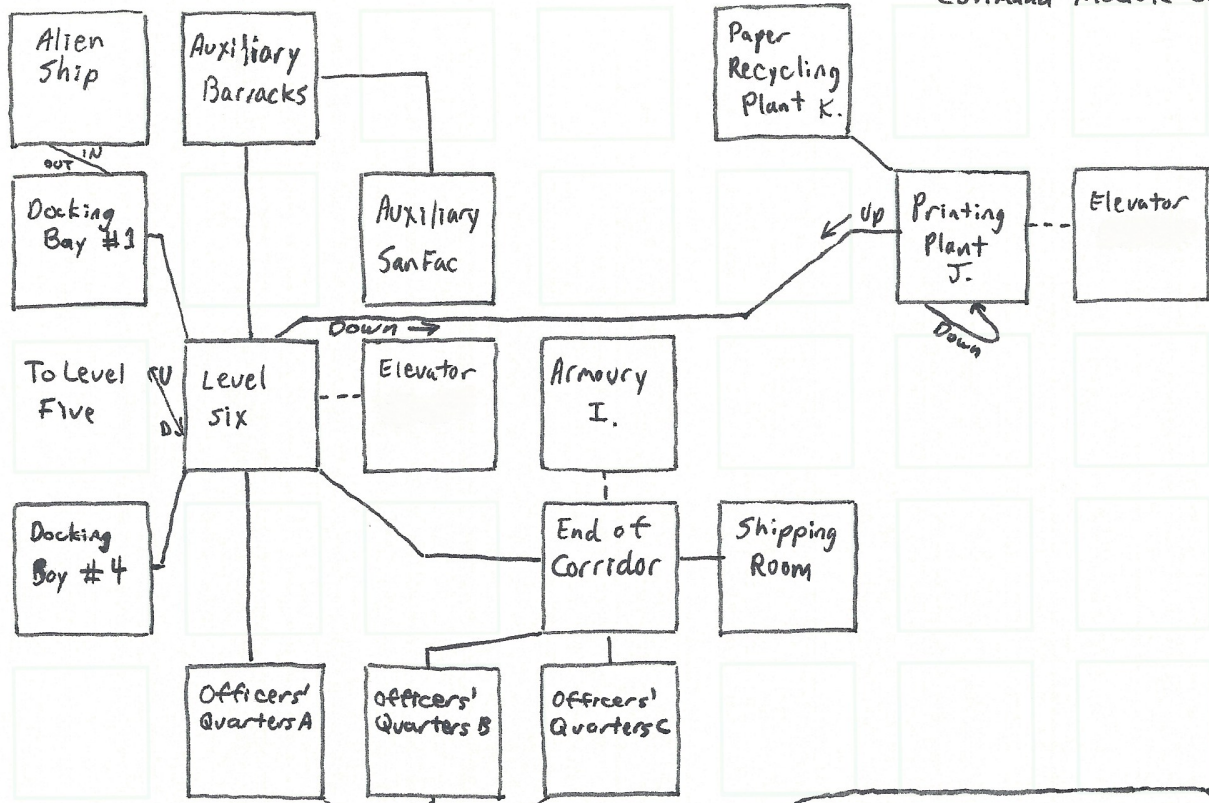 Command Module
Alien
Ship
Auxiliary
Barracks
Paper
Recycling
Plant K.
OUT IN
Docking
Bay #1
Auxiliary
SanFac
UP
Printing
Plant
J.
Elevator
Down
Down
To Level
Five
U
D
Level
Six
Elevator
Armoury
I.
Docking
Bay #4
End of
Corridor
Shipping
Room
Officers'
Quarters A
Officers'
Quarters B
Officers'
Quarters C